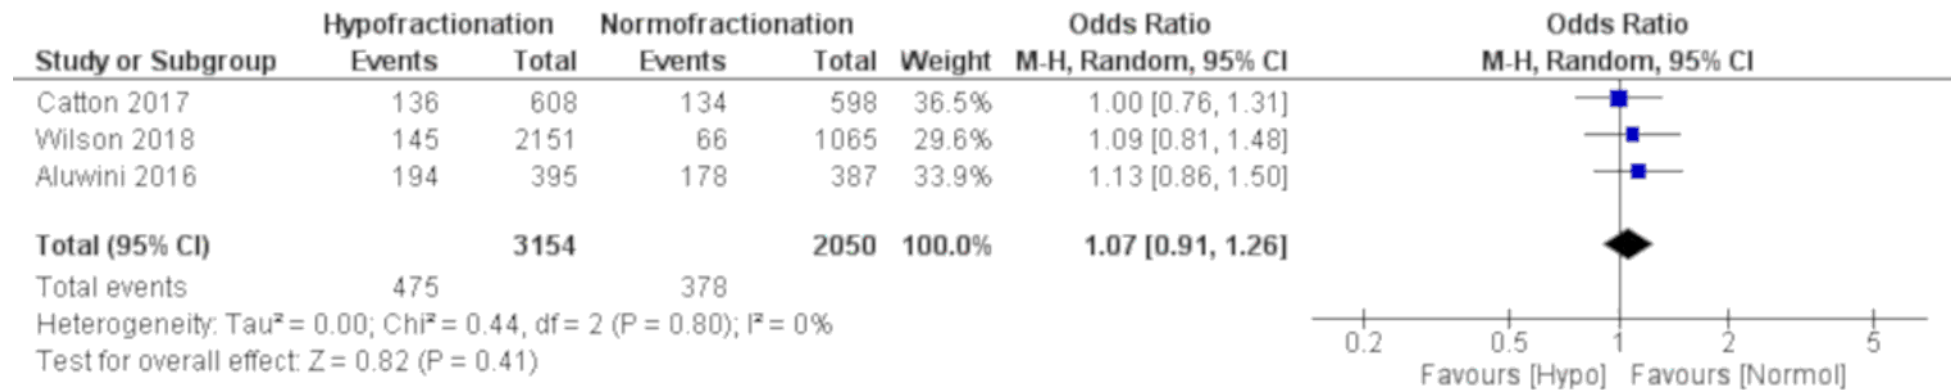 Hypofractionation Normofractionation Odds Ratio Odds Ratio
Study or Subgroup Events Total Events Total Weight M-H, Random, 95% CI M-H, Random, 95% CI
Catton 2017 136 608 134 598 36.5% 1.00 [0.76, 1.31]
Wilson 2018 145 2151 66 1065 29.6% 1.09 [0.81, 1.48]
Aluwini 2016 194 395 178 387 33.9% 1.13 [0.86, 1.50]
Total (95% CI) 3154 2050 100.0% 1.07 [0.91, 1.26]
Total events 475 378
Heterogeneity: Tau² = 0.00; Chi² = 0.44, df = 2 (P = 0.80); I² = 0%
Test for overall effect: Z = 0.82 (P = 0.41)
0.2 0.5 1 2 5
Favours [Hypo] Favours [Normol]